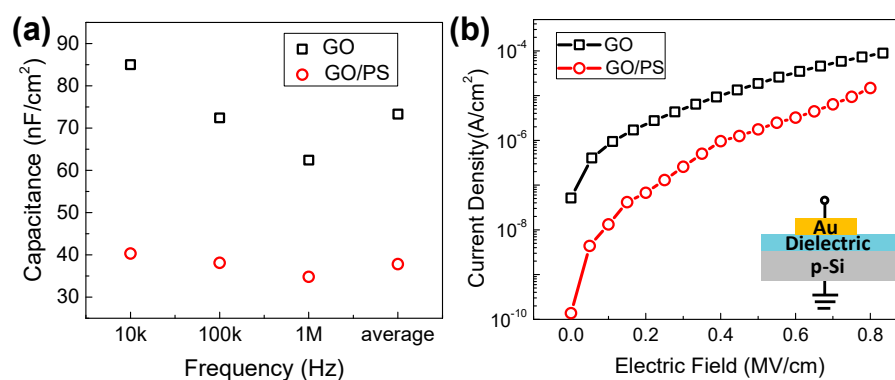 (a)
GO
GO/PS
90
80
70
60
50
40
30
Capacitance (nF/cm²)
10k 100k 1M average
Frequency (Hz)
(b)
GO
GO/PS
10⁻⁴
10⁻⁶
10⁻⁸
10⁻¹⁰
Current Density(A/cm²)
Au
Dielectric
p-Si
0.0 0.2 0.4 0.6 0.8
Electric Field (MV/cm)